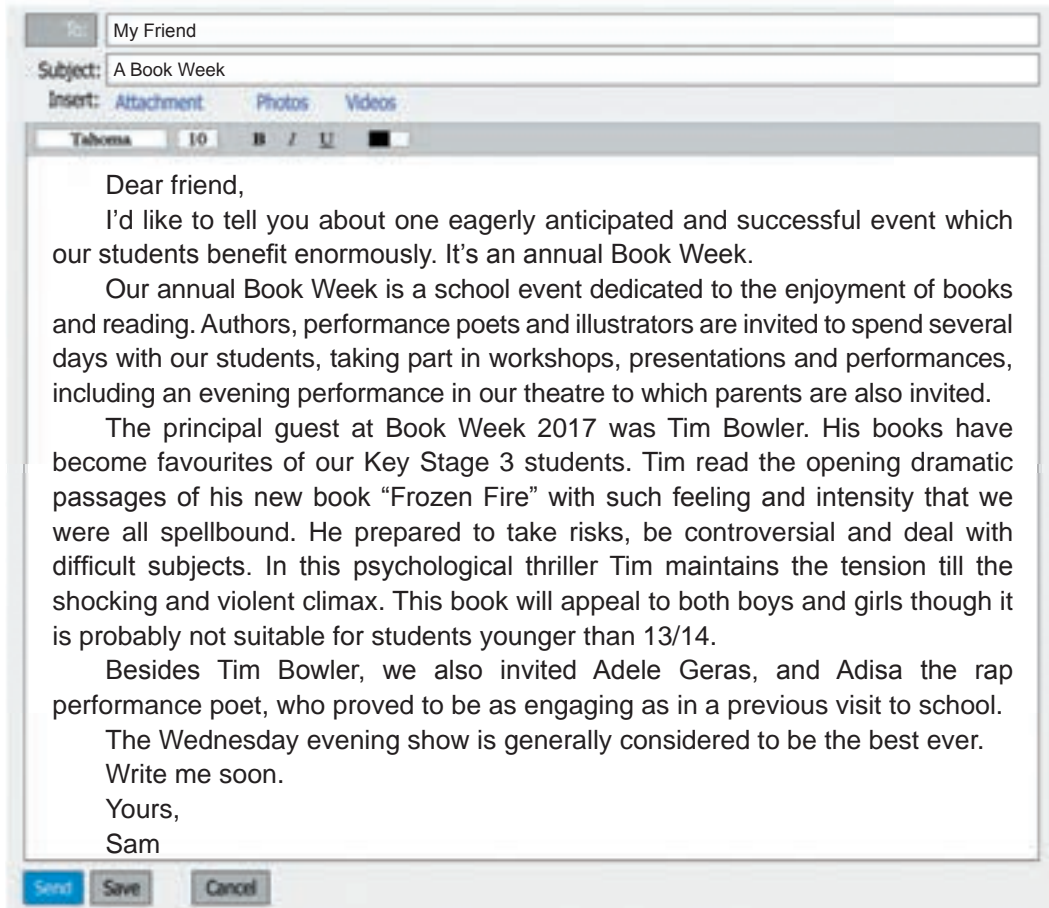 To: My Friend
Subject: A Book Week
Insert: Attachment Photos Videos
Tahoma 10 B I U
Dear friend,
I’d like to tell you about one eagerly anticipated and successful event which
our students benefit enormously. It’s an annual Book Week.
Our annual Book Week is a school event dedicated to the enjoyment of books
and reading. Authors, performance poets and illustrators are invited to spend several
days with our students, taking part in workshops, presentations and performances,
including an evening performance in our theatre to which parents are also invited.
The principal guest at Book Week 2017 was Tim Bowler. His books have
become favourites of our Key Stage 3 students. Tim read the opening dramatic
passages of his new book “Frozen Fire” with such feeling and intensity that we
were all spellbound. He prepared to take risks, be controversial and deal with
difficult subjects. In this psychological thriller Tim maintains the tension till the
shocking and violent climax. This book will appeal to both boys and girls though it
is probably not suitable for students younger than 13/14.
Besides Tim Bowler, we also invited Adele Geras, and Adisa the rap
performance poet, who proved to be as engaging as in a previous visit to school.
The Wednesday evening show is generally considered to be the best ever.
Write me soon.
Yours,
Sam
Send Save Cancel